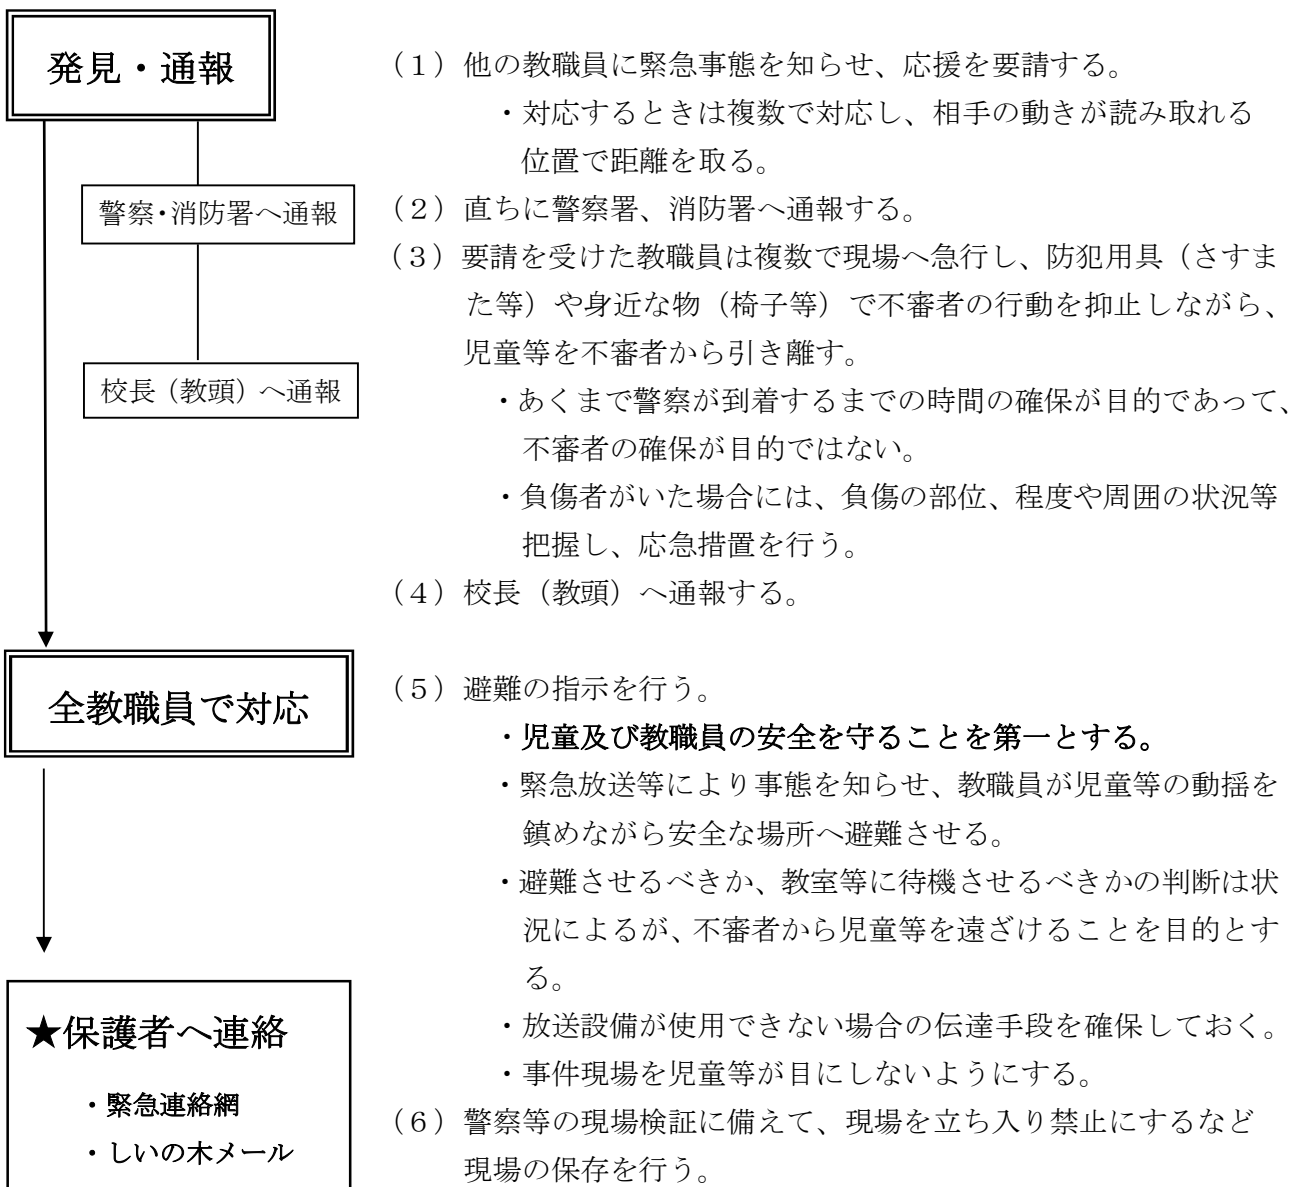 発見・通報
警察・消防署へ通報
校長（教頭）へ通報
（１）他の教職員に緊急事態を知らせ、応援を要請する。
・対応するときは複数で対応し、相手の動きが読み取れる
位置で距離を取る。
（２）直ちに警察署、消防署へ通報する。
（３）要請を受けた教職員は複数で現場へ急行し、防犯用具（さすま
た等）や身近な物（椅子等）で不審者の行動を抑止しながら、
児童等を不審者から引き離す。
・あくまで警察が到着するまでの時間の確保が目的であって、
不審者の確保が目的ではない。
・負傷者がいた場合には、負傷の部位、程度や周囲の状況等
把握し、応急措置を行う。
（４）校長（教頭）へ通報する。
全教職員で対応
（５）避難の指示を行う。
・児童及び教職員の安全を守ることを第一とする。
・緊急放送等により事態を知らせ、教職員が児童等の動揺を
鎮めながら安全な場所へ避難させる。
・避難させるべきか、教室等に待機させるべきかの判断は状
況によるが、不審者から児童等を遠ざけることを目的とす
る。
・放送設備が使用できない場合の伝達手段を確保しておく。
・事件現場を児童等が目にしないようにする。
（６）警察等の現場検証に備えて、現場を立ち入り禁止にするなど
現場の保存を行う。
★保護者へ連絡
・緊急連絡網
・しいの木メール